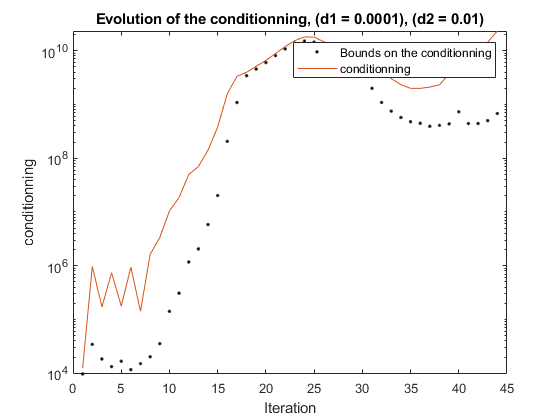 Evolution of the conditionning, (d1 = 0.0001), (d2 = 0.01)
Bounds on the conditionning
conditionning
10^10
10^8
10^6
10^4
conditionning
0 5 10 15 20 25 30 35 40 45
Iteration